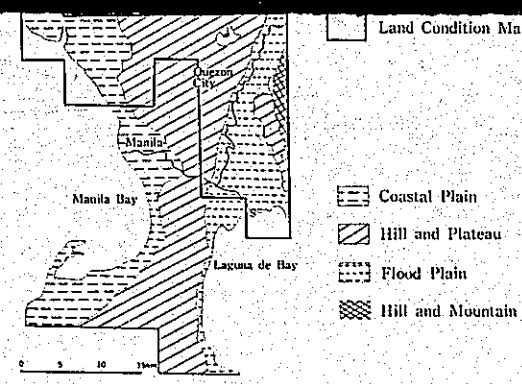 Land Condition Ma
Quezon
City
Manila
Manila Bay
Coastal Plain
Hill and Plateau
Laguna de Bay
Flood Plain
Hill and Mountain
0 5 10 15km